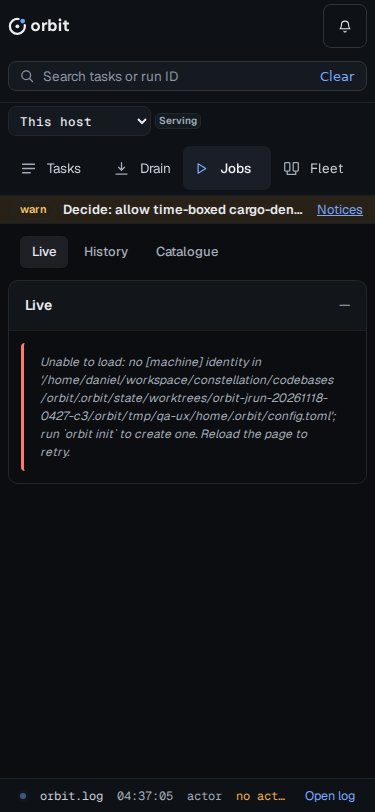 orbit
Search tasks or run ID
Clear
This host
Serving
Tasks
Drain
Jobs
Fleet
warn Decide: allow time-boxed cargo-den... Notices
Live
History
Catalogue
Live
Unable to load: no [machine] identity in
'/home/daniel/workspace/constellation/codebases
/orbit/.orbit/state/worktrees/orbit-jrun-20261118-
0427-c3/.orbit/tmp/qa-ux/home/.orbit/config.toml';
run `orbit init` to create one. Reload the page to
retry.
orbit.log 04:37:05 actor no act… Open log